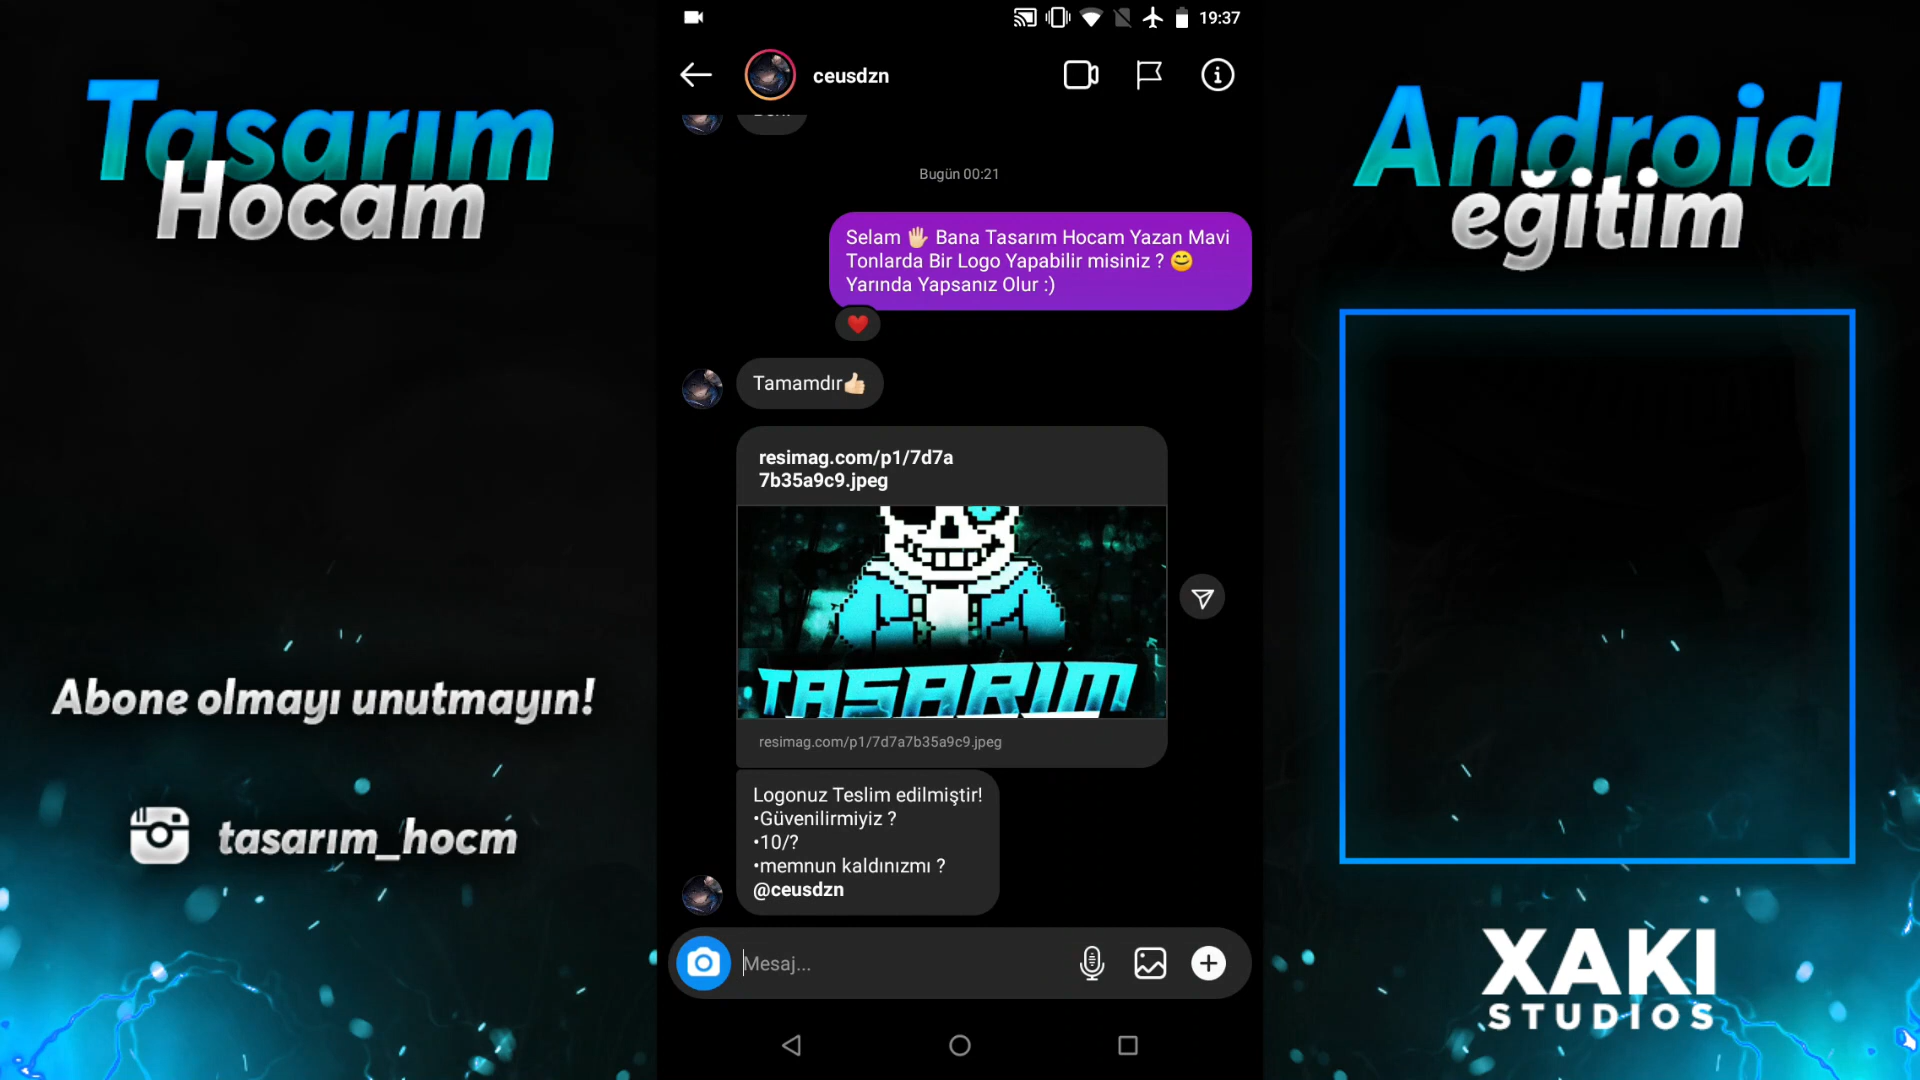 Tasarım
Hocam
Abone olmayı unutmayın!
tasarım_hocm
19:37
ceusdzn
Bugün 00:21
Selam 🖐🏻 Bana Tasarım Hocam Yazan Mavi
Tonlarda Bir Logo Yapabilir misiniz ? 😊
Yarında Yapsanız Olur :)
❤️
Tamamdır👍🏻
resimag.com/p1/7d7a
7b35a9c9.jpeg
TASARIM
resimag.com/p1/7d7a7b35a9c9.jpeg
Logonuz Teslim edilmiştir!
•Güvenilirmiyiz ?
•10/?
•memnun kaldınızmı ?
@ceusdzn
Mesaj...
Android
eğitim
XAKI
STUDIOS